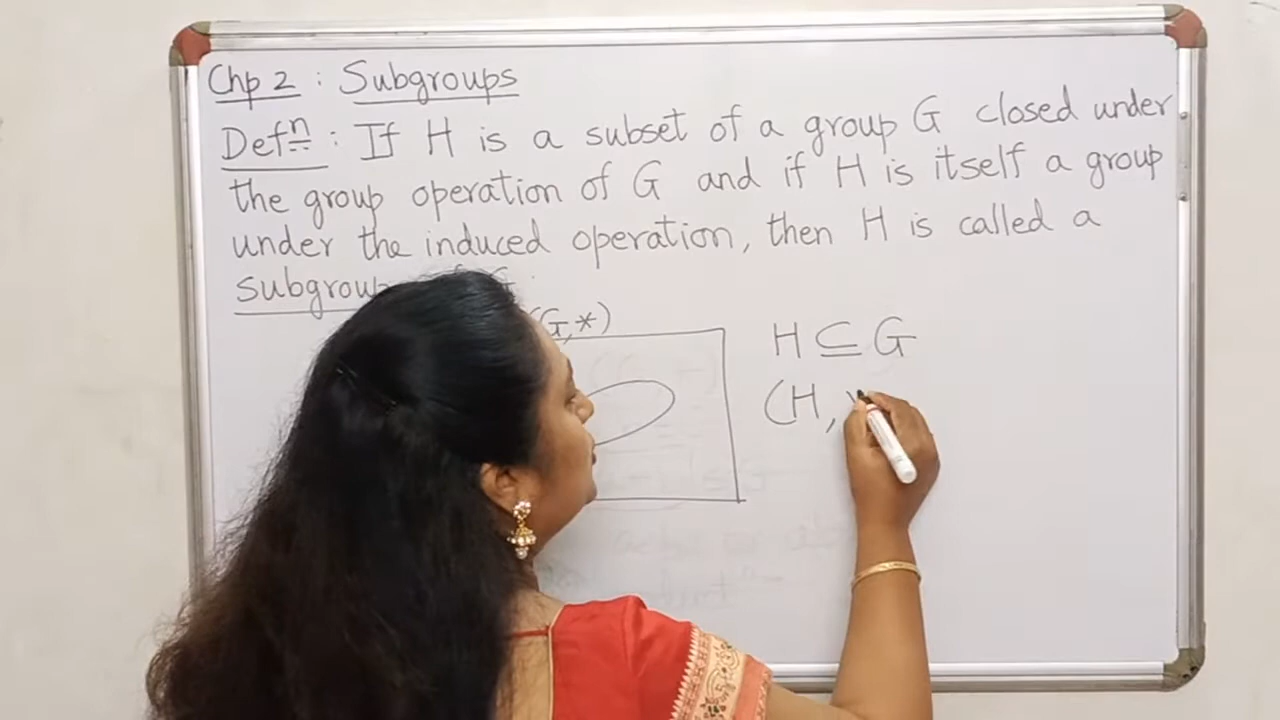 Chp 2 : Subgroups
Defⁿ : If H is a subset of a group G closed under
the group operation of G and if H is itself a group
under the induced operation, then H is called a
subgroup
(G,*)
H ⊆ G
(H,